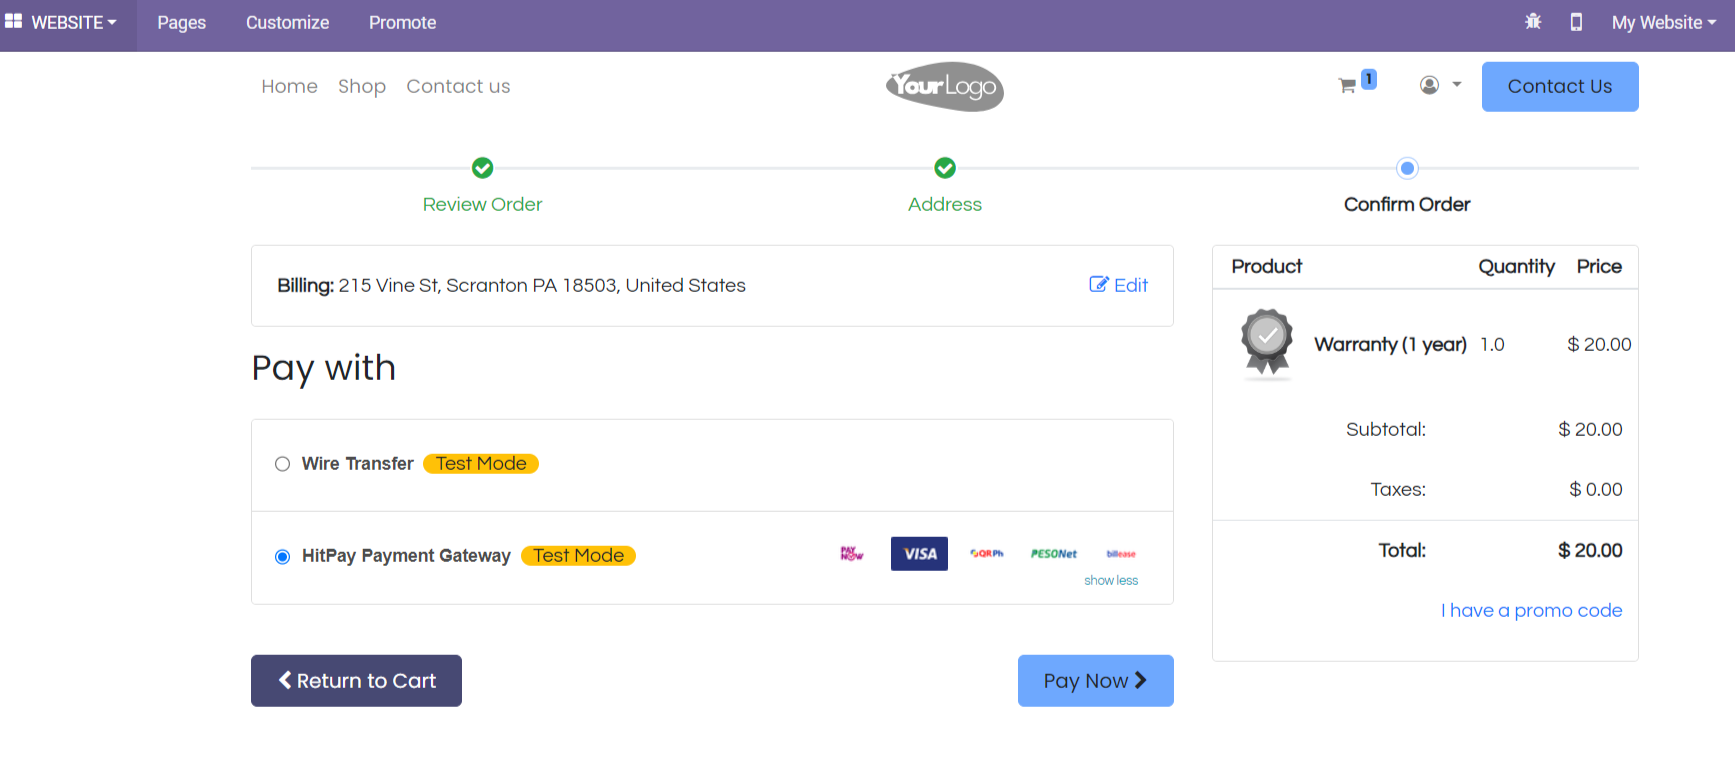 WEBSITE Pages Customize Promote My Website
Home Shop Contact us YourLogo 1 Contact Us
Review Order Address Confirm Order
Billing: 215 Vine St, Scranton PA 18503, United States Edit
Pay with
Wire Transfer Test Mode
HitPay Payment Gateway Test Mode PAY NOW VISA QRPh PESONet billease
show less
Return to Cart Pay Now
Product Quantity Price
Warranty (1 year) 1.0 $ 20.00
Subtotal: $ 20.00
Taxes: $ 0.00
Total: $ 20.00
I have a promo code